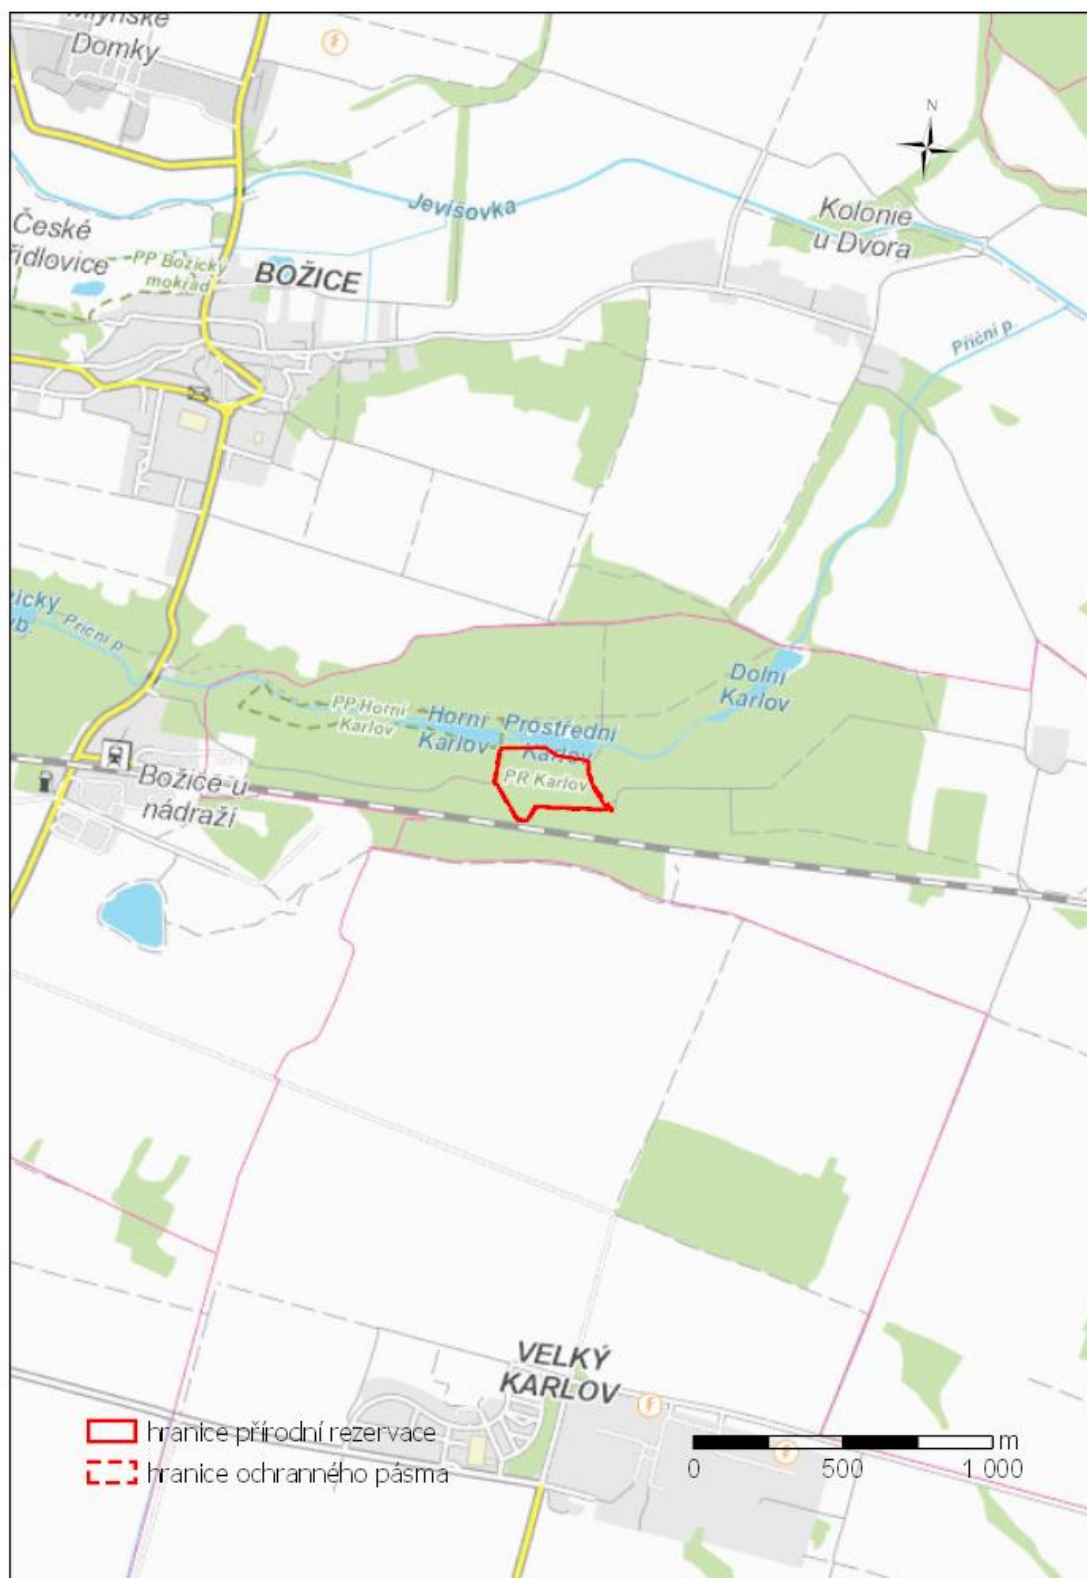 Domky
N
Jevišovka
Kolonie
u Dvora
České
PP Božický
mokřad
BOŽICE
Příční p.
Příční p.
Dolní
Karlov
PP Horní
Karlov
Horní
Karlov
Prostřední
Karlov
PR Karlov
Božice u
nádraží
VELKÝ
KARLOV
hranice přírodní rezervace
hranice ochranného pásma
m
0 500 1 000